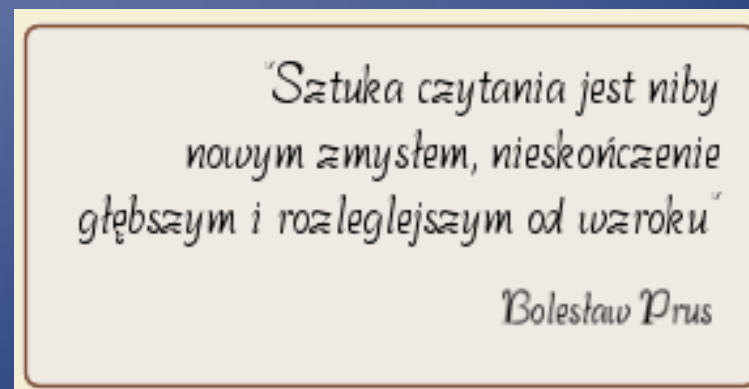 "Sztuka czytania jest niby
nowym zmysłem, nieskończenie
głębszym i rozleglejszym od wzroku"
Bolesław Prus